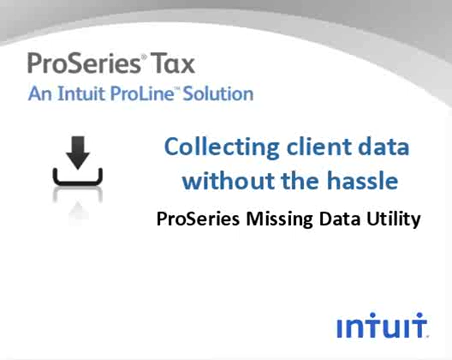 ProSeries® Tax
An Intuit ProLine™ Solution
Collecting client data
without the hassle
ProSeries Missing Data Utility
intuit